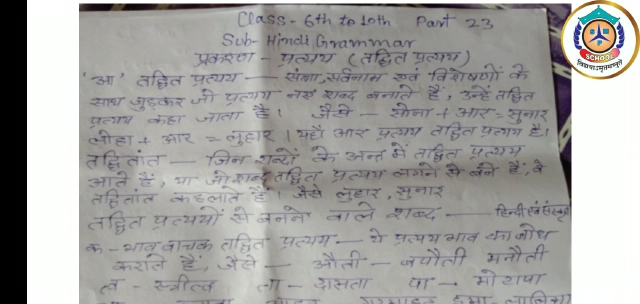 Class - 6th to 10th Part 23
Sub- Hindi Grammar
प्रकरण - प्रत्यय (तद्धित प्रत्यय)
'आ' तद्धित प्रत्यय — संज्ञा, सर्वनाम एवं विशेषणों के
साथ जुड़कर जो प्रत्यय नए शब्द बनाते हैं, उन्हें तद्धित
प्रत्यय कहा जाता है। जैसे - सोना + आर = सुनार
लोहा + आर = लुहार। यहाँ आर प्रत्यय तद्धित प्रत्यय है।
तद्धितांत — जिन शब्दों के अन्त में तद्धित प्रत्यय
आते हैं, या जो शब्द तद्धित प्रत्यय लगने से बने हैं, वे
तद्धितांत कहलाते हैं। जैसे लुहार, सुनार
तद्धित प्रत्ययों से बनने वाले शब्द —
क - भाव वाचक तद्धित प्रत्यय — ये प्रत्यय भाव का बोध
कराते हैं, जैसे — औती - मनौती
त्व - स्त्रीत्व ता - दासता पा - मोटापा
SCHOOL